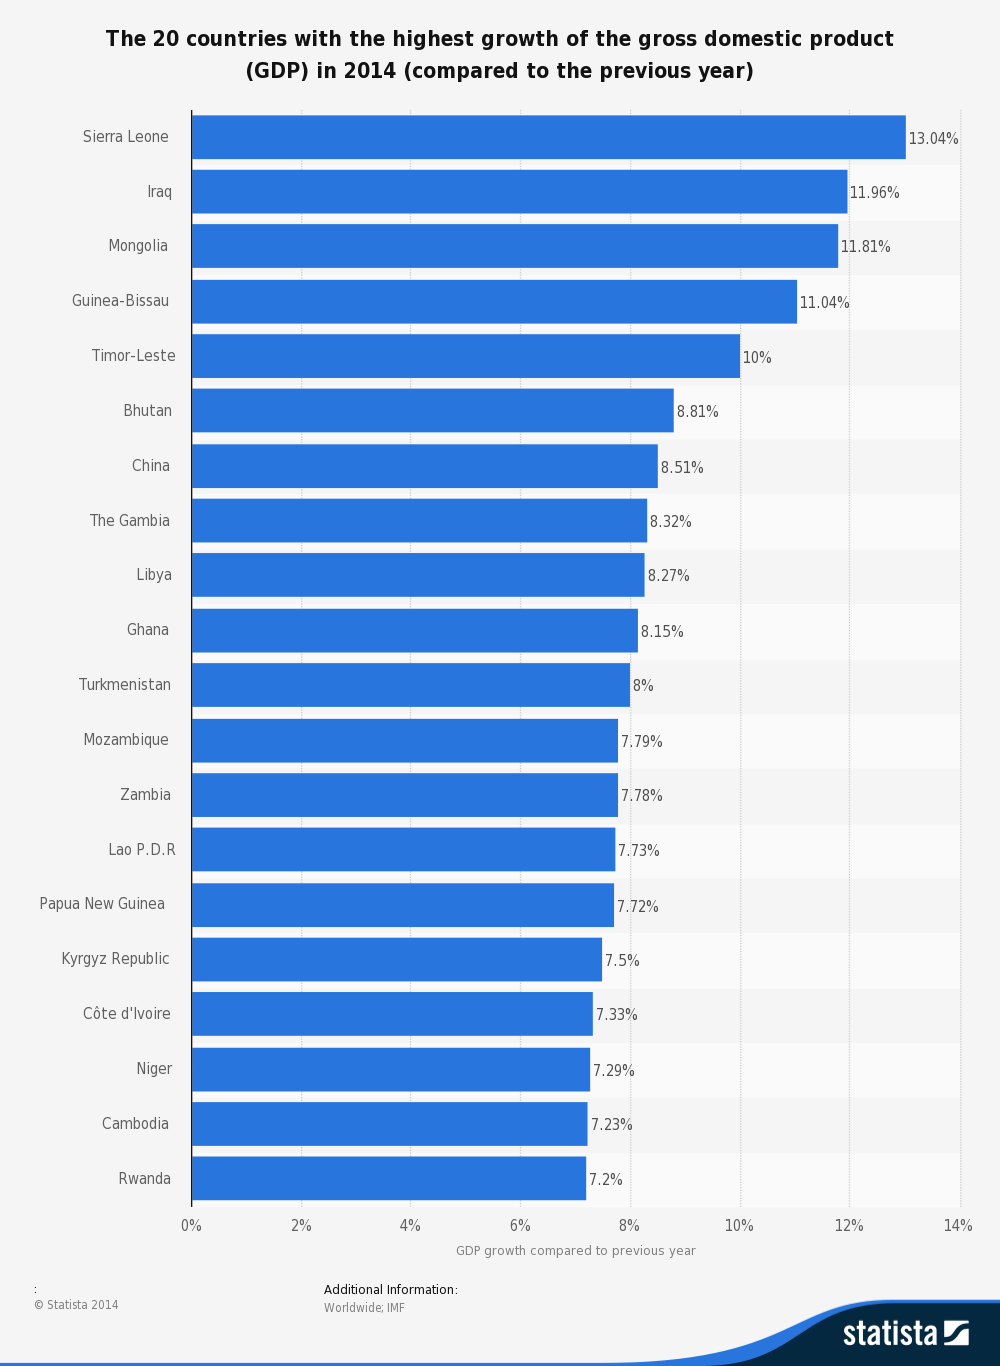 The 20 countries with the highest growth of the gross domestic product
(GDP) in 2014 (compared to the previous year)
Sierra Leone 13.04%
Iraq 11.96%
Mongolia 11.81%
Guinea-Bissau 11.04%
Timor-Leste 10%
Bhutan 8.81%
China 8.51%
The Gambia 8.32%
Libya 8.27%
Ghana 8.15%
Turkmenistan 8%
Mozambique 7.79%
Zambia 7.78%
Lao P.D.R 7.73%
Papua New Guinea 7.72%
Kyrgyz Republic 7.5%
Côte d'Ivoire 7.33%
Niger 7.29%
Cambodia 7.23%
Rwanda 7.2%
0% 2% 4% 6% 8% 10% 12% 14%
GDP growth compared to previous year
: Additional Information:
© Statista 2014 Worldwide; IMF
statista